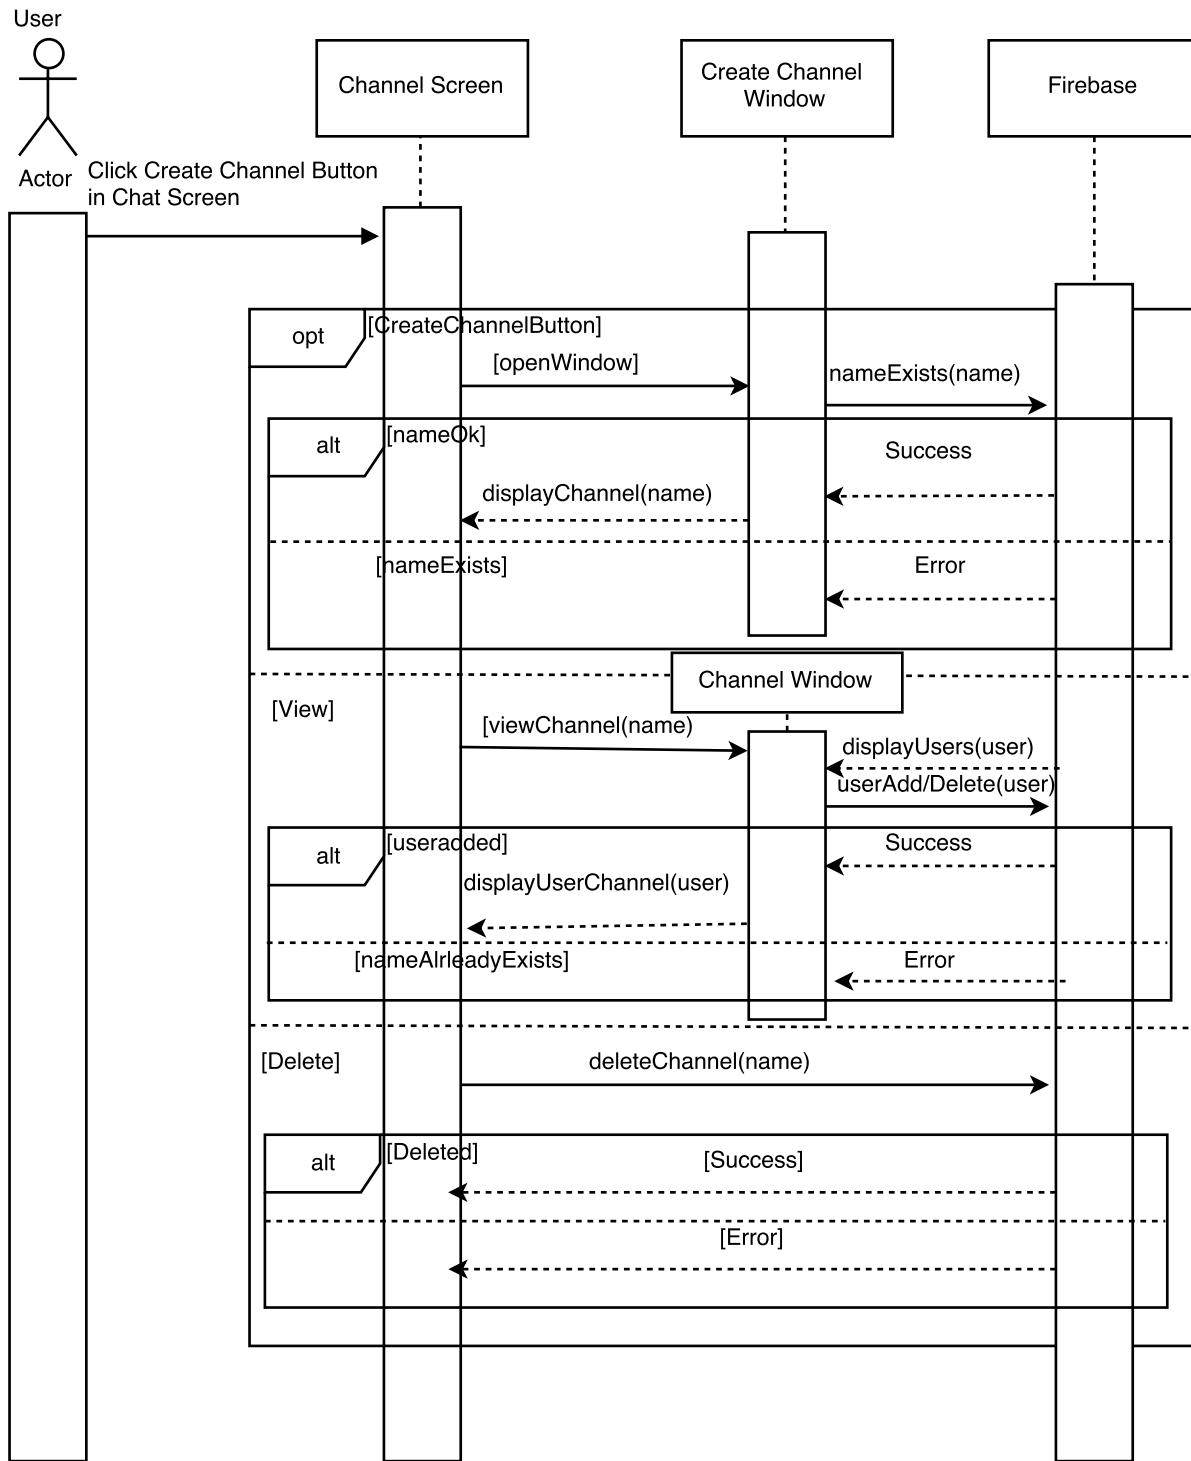 User
Channel Screen
Create Channel
Window
Firebase
Actor
Click Create Channel Button
in Chat Screen
opt
[CreateChannelButton]
[openWindow]
nameExists(name)
alt
[nameOk]
Success
displayChannel(name)
[nameExists]
Error
Channel Window
[View]
[viewChannel(name)
displayUsers(user)
userAdd/Delete(user)
alt
[useradded]
Success
displayUserChannel(user)
[nameAlrleadyExists]
Error
[Delete]
deleteChannel(name)
alt
[Deleted]
[Success]
[Error]